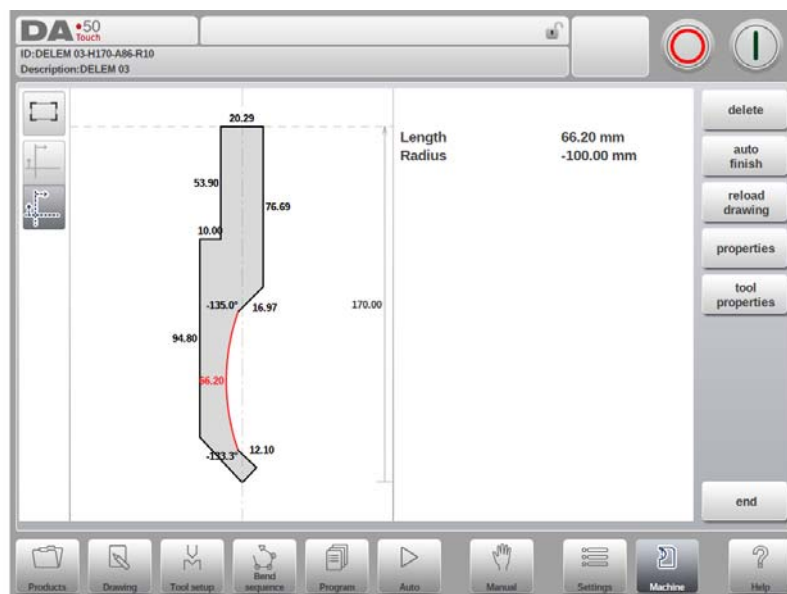 DA•50
Touch
ID:DELEM 03-H170-A86-R10
Description:DELEM 03
20.29
53.90
76.69
10.00
-135.0°
16.97
170.00
94.80
66.20
-133.3°
12.10
Length 66.20 mm
Radius -100.00 mm
delete
auto
finish
reload
drawing
properties
tool
properties
end
Products
Drawing
Tool setup
Bend
sequence
Program
Auto
Manual
Settings
Machine
Help